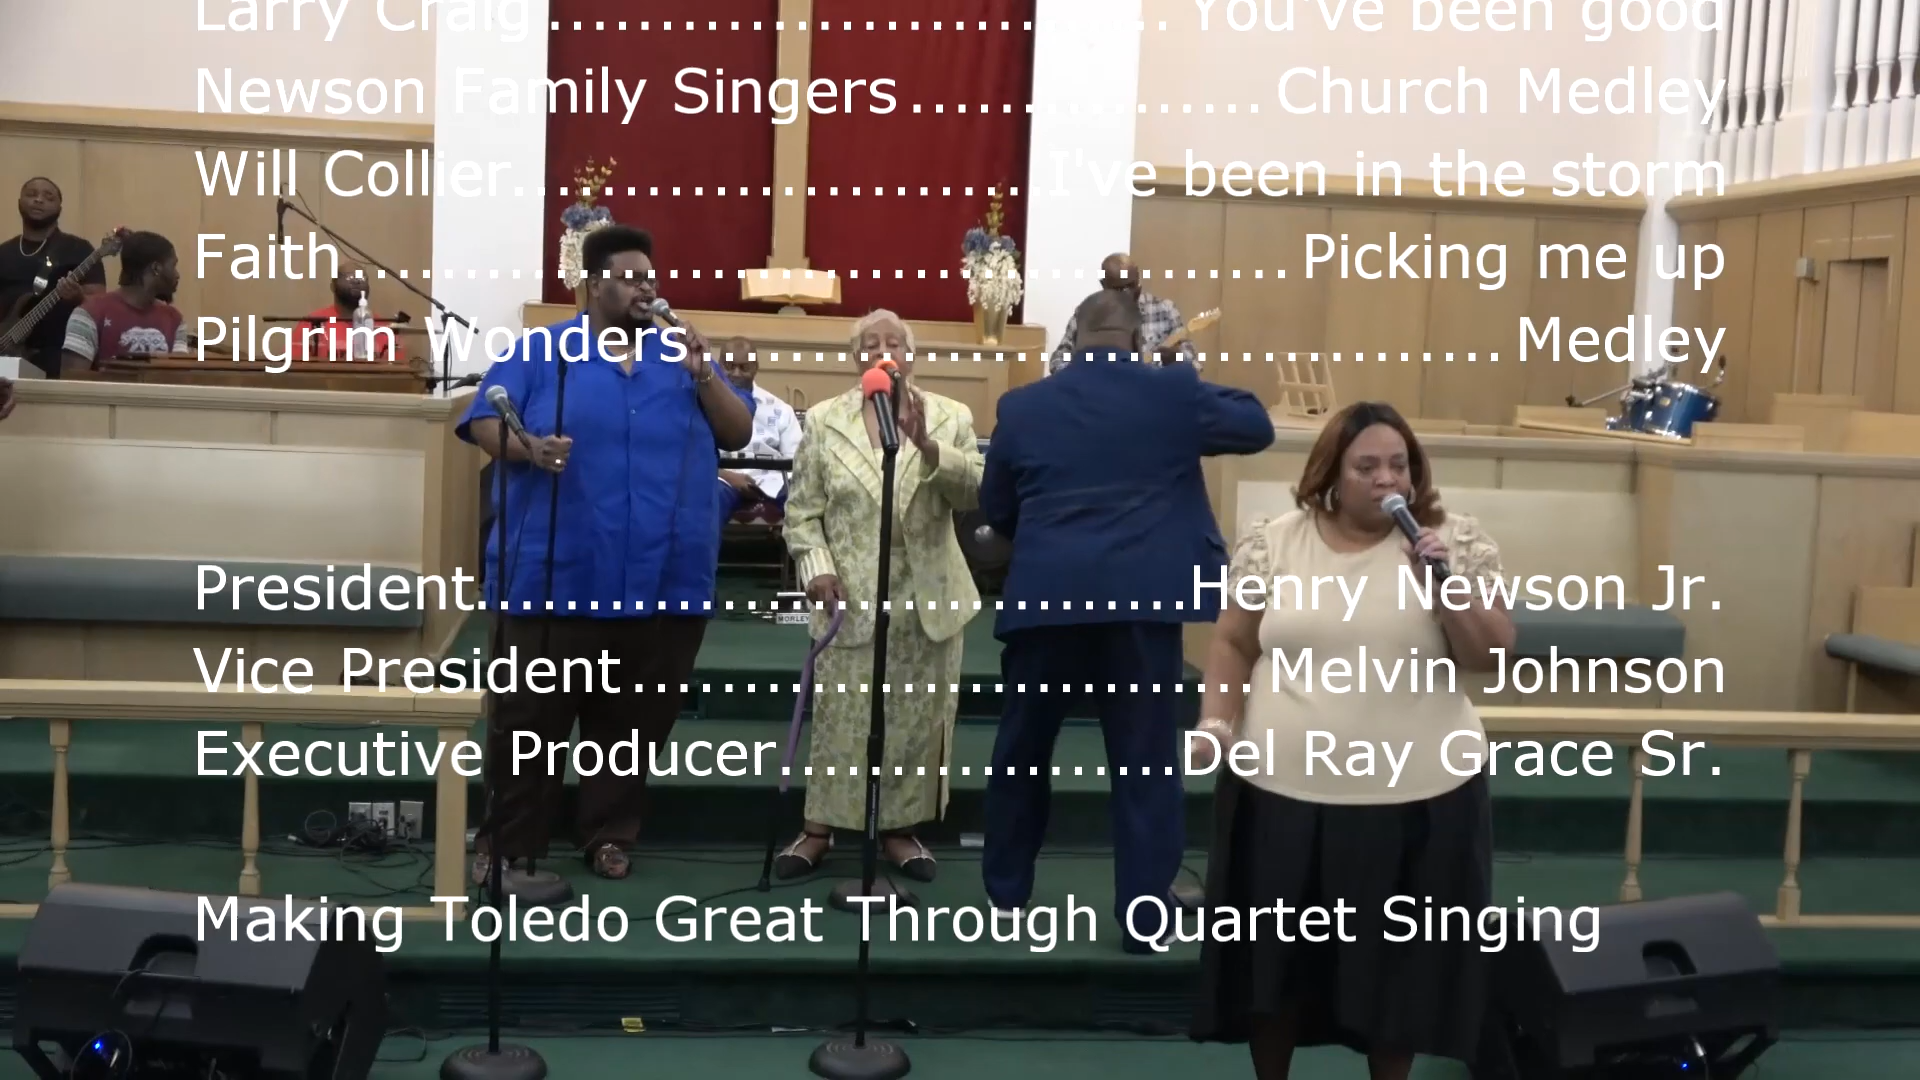 Larry Craig............................You've been good
Newson Family Singers................Church Medley
Will Collier........................I've been in the storm
Faith..........................................Picking me up
Pilgrim Wonders....................................Medley
President................................Henry Newson Jr.
Vice President............................Melvin Johnson
Executive Producer..................Del Ray Grace Sr.
Making Toledo Great Through Quartet Singing
MORLEY